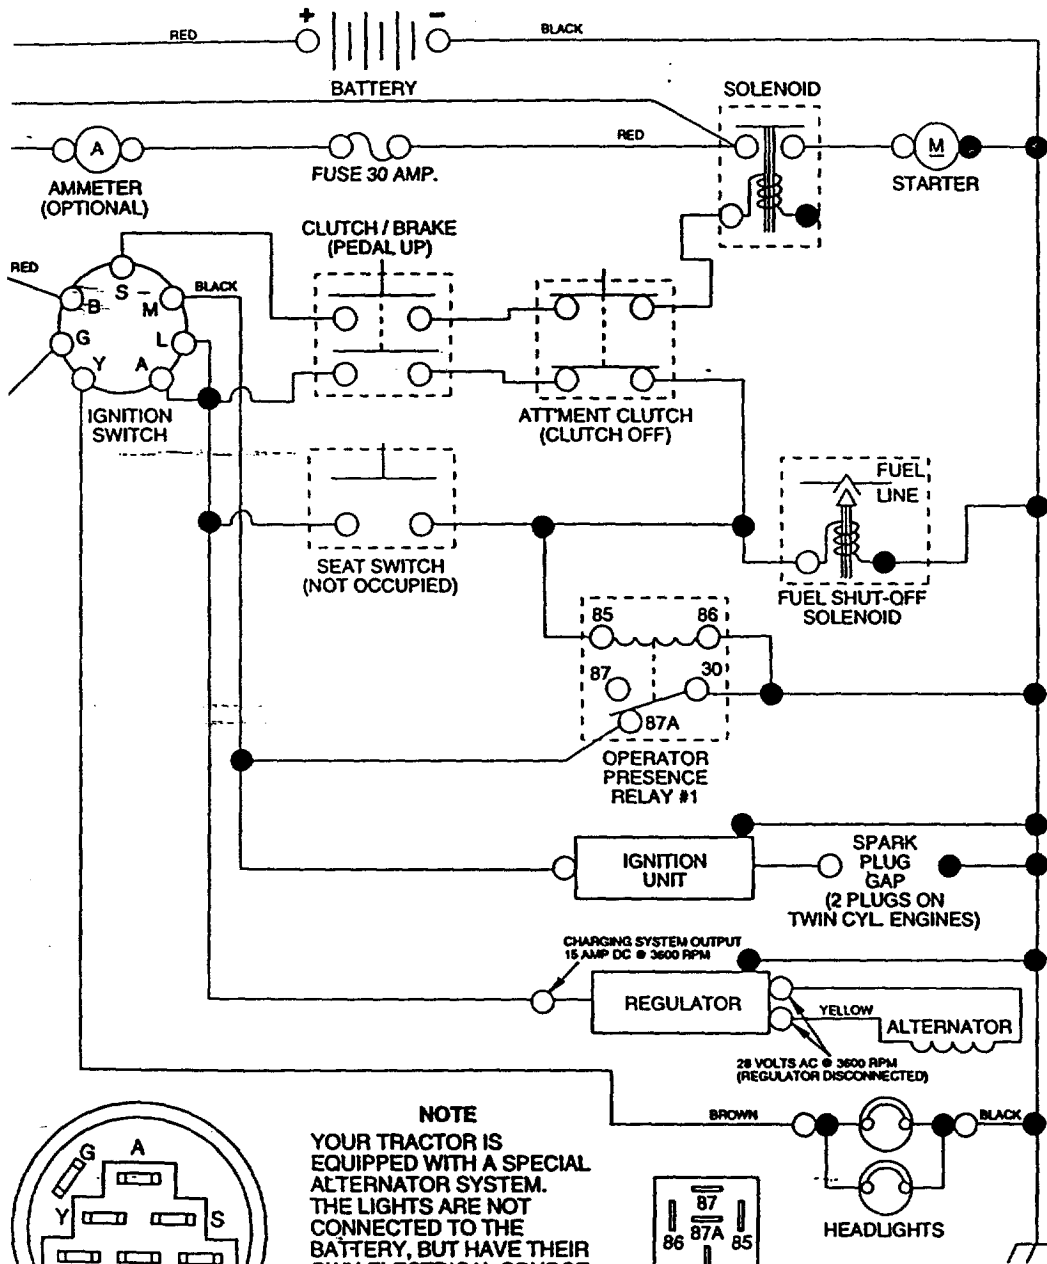 + −
RED
BLACK
BATTERY
SOLENOID
RED
A
M
AMMETER
(OPTIONAL)
FUSE 30 AMP.
STARTER
CLUTCH / BRAKE
(PEDAL UP)
RED
S
BLACK
B
M
G
L
Y
A
IGNITION
SWITCH
ATT'MENT CLUTCH
(CLUTCH OFF)
FUEL
LINE
SEAT SWITCH
(NOT OCCUPIED)
FUEL SHUT-OFF
SOLENOID
85
86
87
30
87A
OPERATOR
PRESENCE
RELAY #1
IGNITION
UNIT
SPARK
PLUG
GAP
(2 PLUGS ON
TWIN CYL. ENGINES)
CHARGING SYSTEM OUTPUT
15 AMP DC @ 3600 RPM
REGULATOR
YELLOW
ALTERNATOR
28 VOLTS AC @ 3600 RPM
(REGULATOR DISCONNECTED)
BROWN
BLACK
HEADLIGHTS
G
A
Y
S
NOTE
YOUR TRACTOR IS
EQUIPPED WITH A SPECIAL
ALTERNATOR SYSTEM.
THE LIGHTS ARE NOT
CONNECTED TO THE
BATTERY, BUT HAVE THEIR
87
86
87A
85